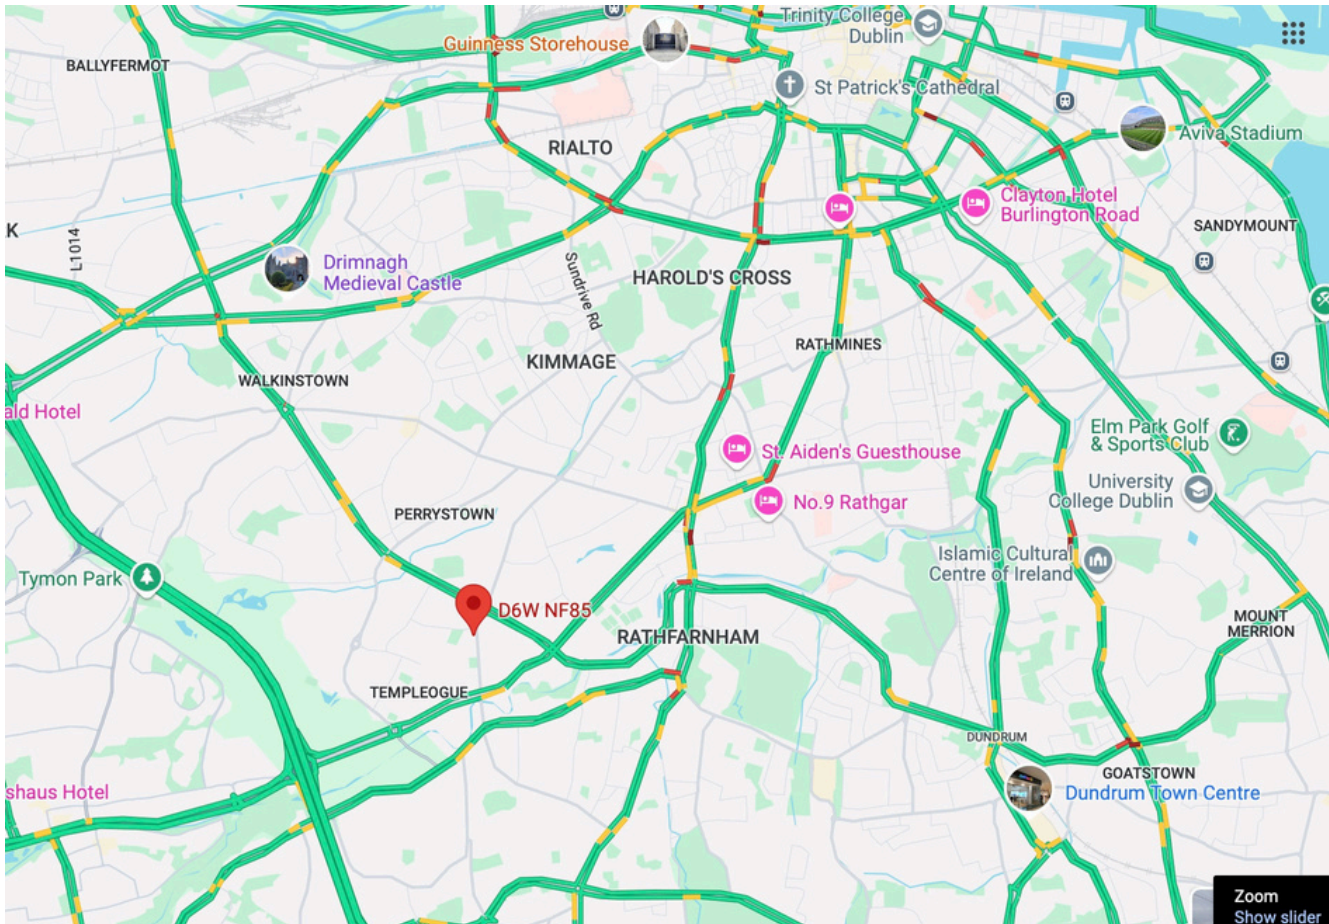 Trinity College
Dublin
Guinness Storehouse
BALLYFERMOT
St Patrick's Cathedral
Aviva Stadium
RIALTO
Clayton Hotel
Burlington Road
SANDYMOUNT
K
L1014
Drimnagh
Medieval Castle
Sundrive Rd
HAROLD'S CROSS
RATHMINES
KIMMAGE
WALKINSTOWN
ald Hotel
Elm Park Golf
& Sports Club
St. Aiden's Guesthouse
University
College Dublin
No.9 Rathgar
PERRYSTOWN
Islamic Cultural
Centre of Ireland
Tymon Park
D6W NF85
MOUNT
MERRION
RATHFARNHAM
TEMPLEOGUE
DUNDRUM
GOATSTOWN
Dundrum Town Centre
shaus Hotel
Zoom
Show slider